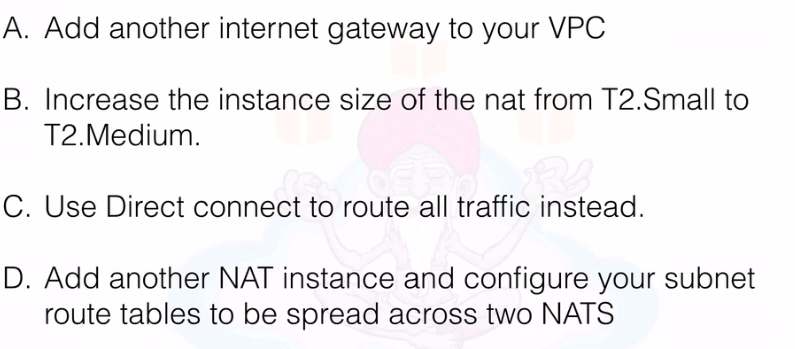 A. Add another internet gateway to your VPC
B. Increase the instance size of the nat from T2.Small to
T2.Medium.
C. Use Direct connect to route all traffic instead.
D. Add another NAT instance and configure your subnet
route tables to be spread across two NATS